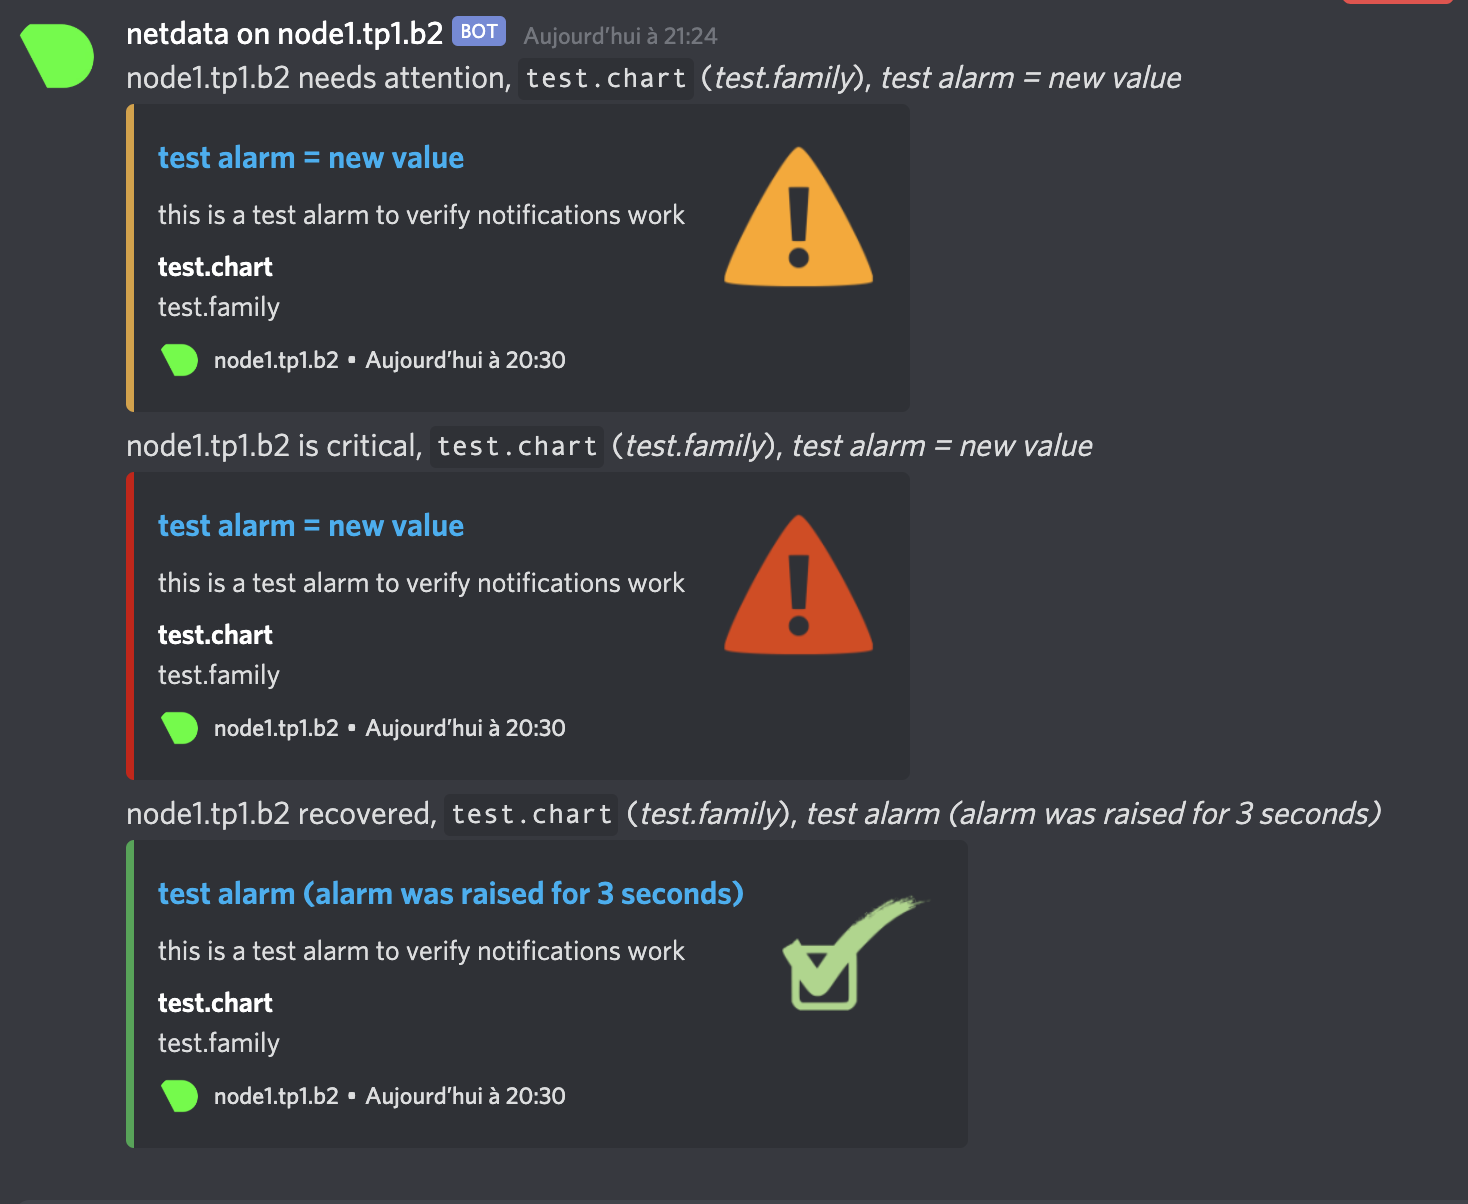 netdata on node1.tp1.b2 BOT Aujourd'hui à 21:24
node1.tp1.b2 needs attention, test.chart (test.family), test alarm = new value
test alarm = new value
this is a test alarm to verify notifications work
test.chart
test.family
node1.tp1.b2 • Aujourd'hui à 20:30
node1.tp1.b2 is critical, test.chart (test.family), test alarm = new value
test alarm = new value
this is a test alarm to verify notifications work
test.chart
test.family
node1.tp1.b2 • Aujourd'hui à 20:30
node1.tp1.b2 recovered, test.chart (test.family), test alarm (alarm was raised for 3 seconds)
test alarm (alarm was raised for 3 seconds)
this is a test alarm to verify notifications work
test.chart
test.family
node1.tp1.b2 • Aujourd'hui à 20:30